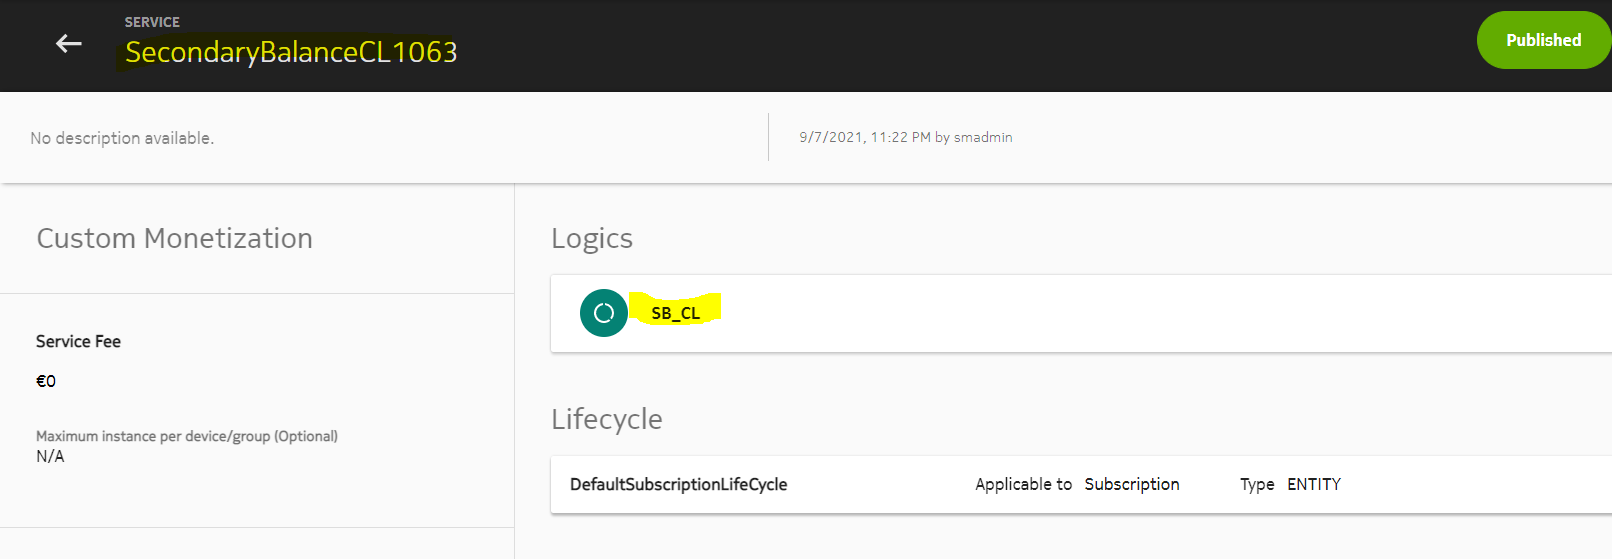 SERVICE
SecondaryBalanceCL1063
Published
No description available.
9/7/2021, 11:22 PM by smadmin
Custom Monetization
Service Fee
€0
Maximum instance per device/group (Optional)
N/A
Logics
SB_CL
Lifecycle
DefaultSubscriptionLifeCycle Applicable to Subscription Type ENTITY